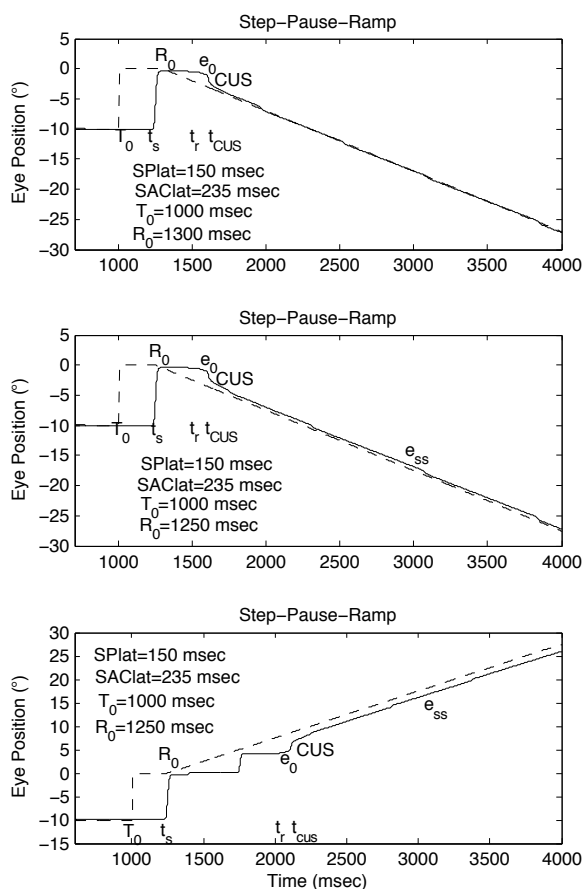 Step−Pause−Ramp
Eye Position (°)
5
0
−5
−10
−15
−20
−25
−30
R0
e0
CUS
T0 ts tr tCUS
SPlat=150 msec
SAClat=235 msec
T0=1000 msec
R0=1300 msec
1000 1500 2000 2500 3000 3500 4000
Step−Pause−Ramp
Eye Position (°)
5
0
−5
−10
−15
−20
−25
−30
R0
e0
CUS
T0 ts tr tCUS
ess
SPlat=150 msec
SAClat=235 msec
T0=1000 msec
R0=1250 msec
1000 1500 2000 2500 3000 3500 4000
Step−Pause−Ramp
Eye Position (°)
30
25
20
15
10
5
0
−5
−10
−15
SPlat=150 msec
SAClat=235 msec
T0=1000 msec
R0=1250 msec
R0
e0
CUS
ess
T0 ts tr tcus
1000 1500 2000 2500 3000 3500 4000
Time (msec)